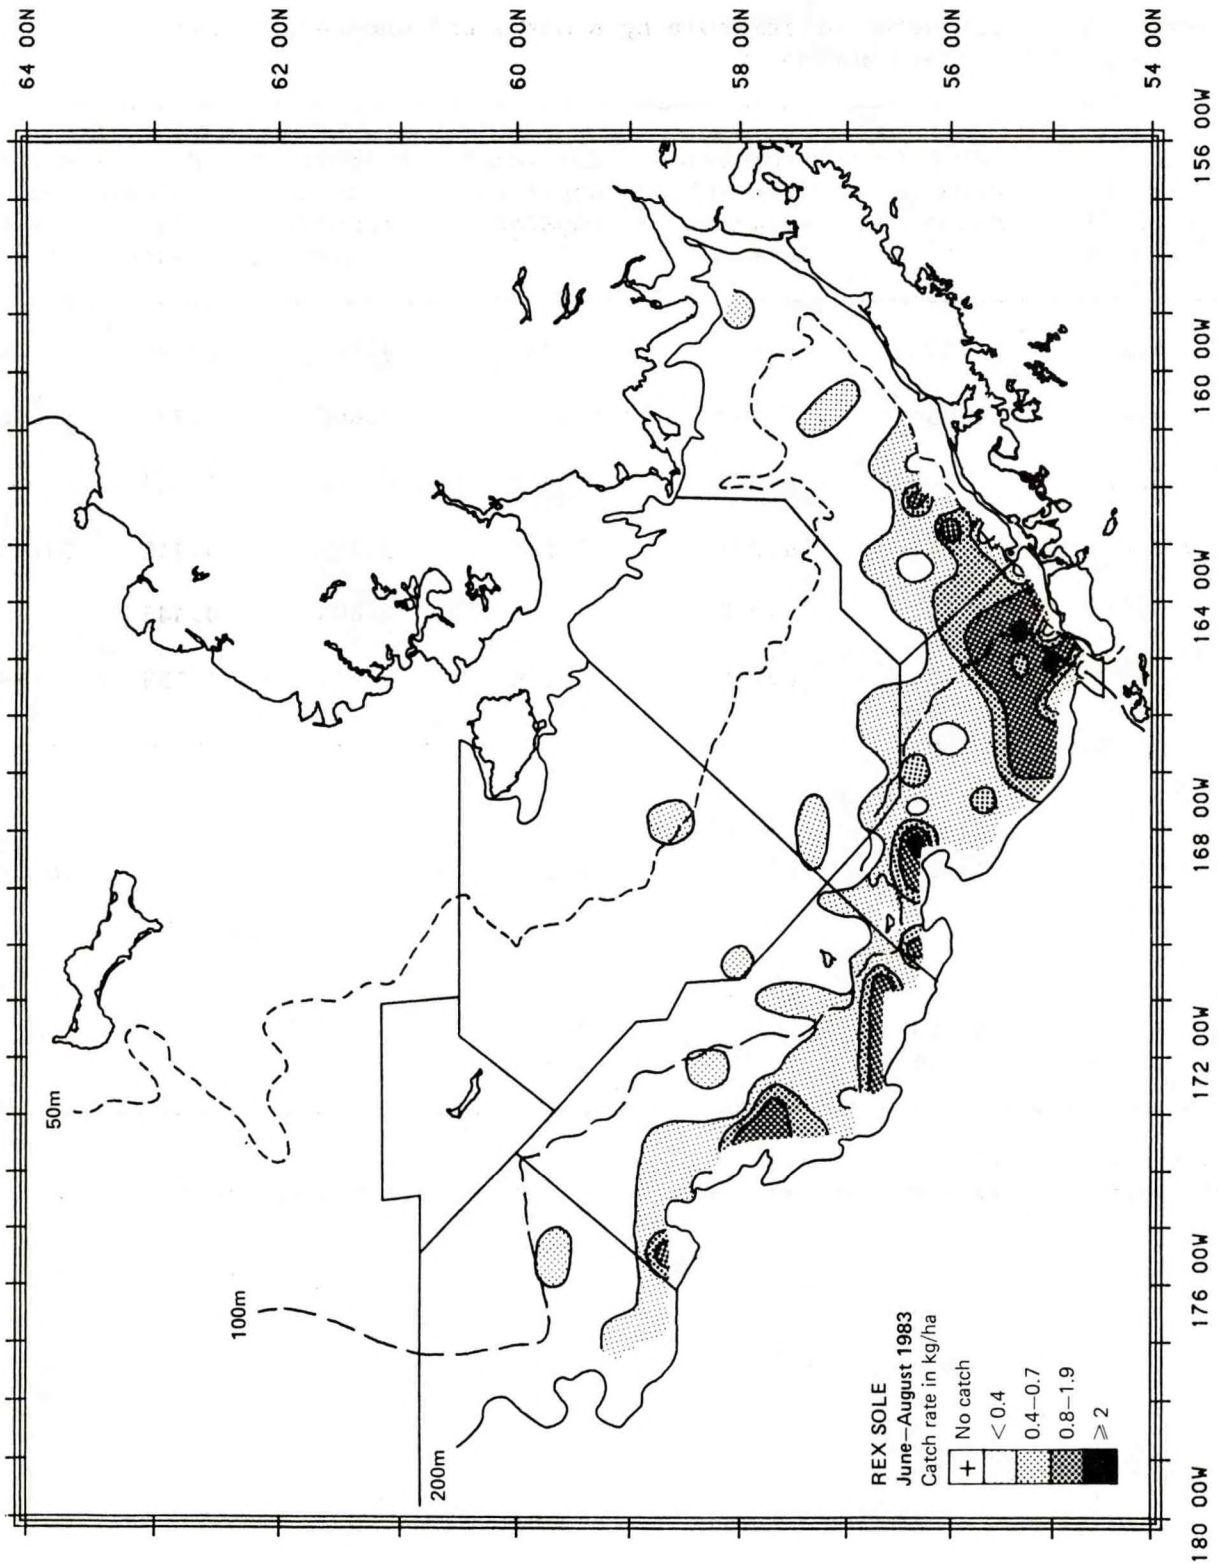 64 00N
62 00N
60 00N
58 00N
56 00N
54 00N
180 00W
176 00W
172 00W
168 00W
164 00W
160 00W
156 00W
50m
100m
200m
REX SOLE
June–August 1983
Catch rate in kg/ha
+ No catch
< 0.4
0.4–0.7
0.8–1.9
⩾ 2